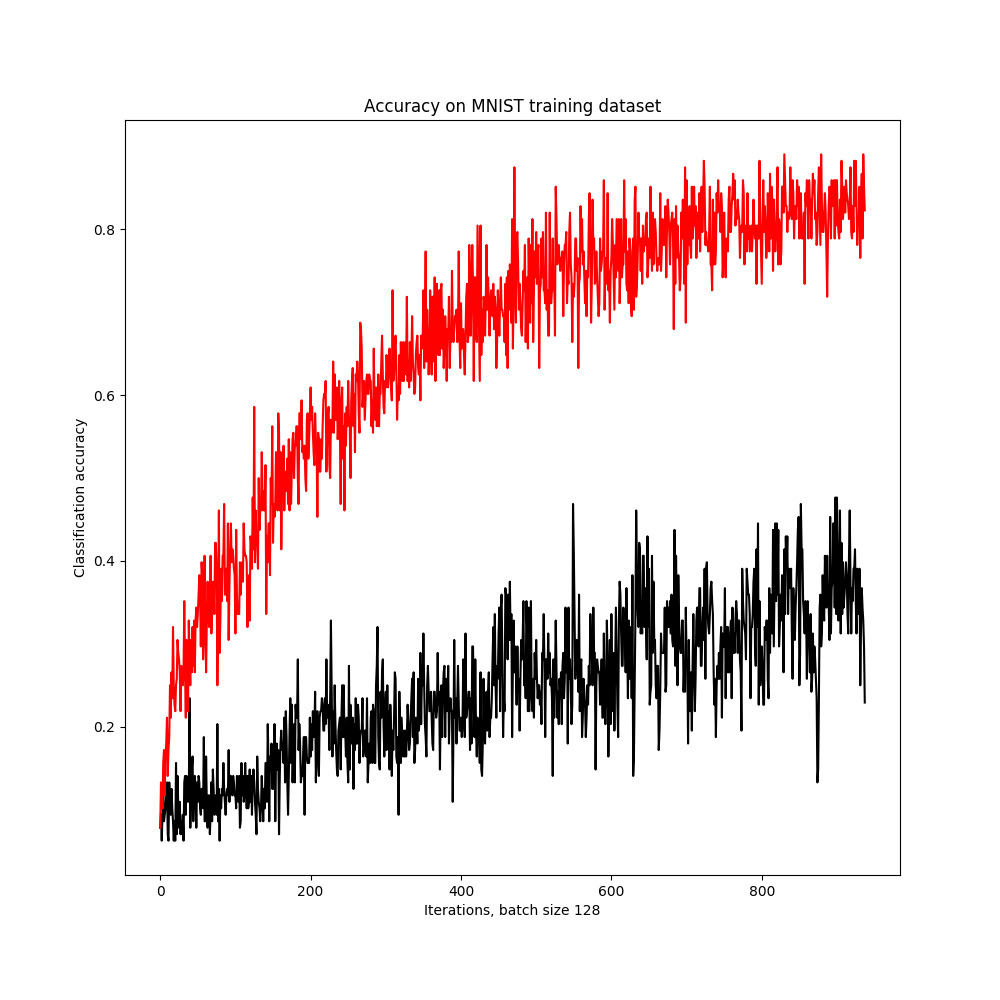 Accuracy on MNIST training dataset
0.8
0.6
0.4
0.2
Classification accuracy
0 200 400 600 800
Iterations, batch size 128